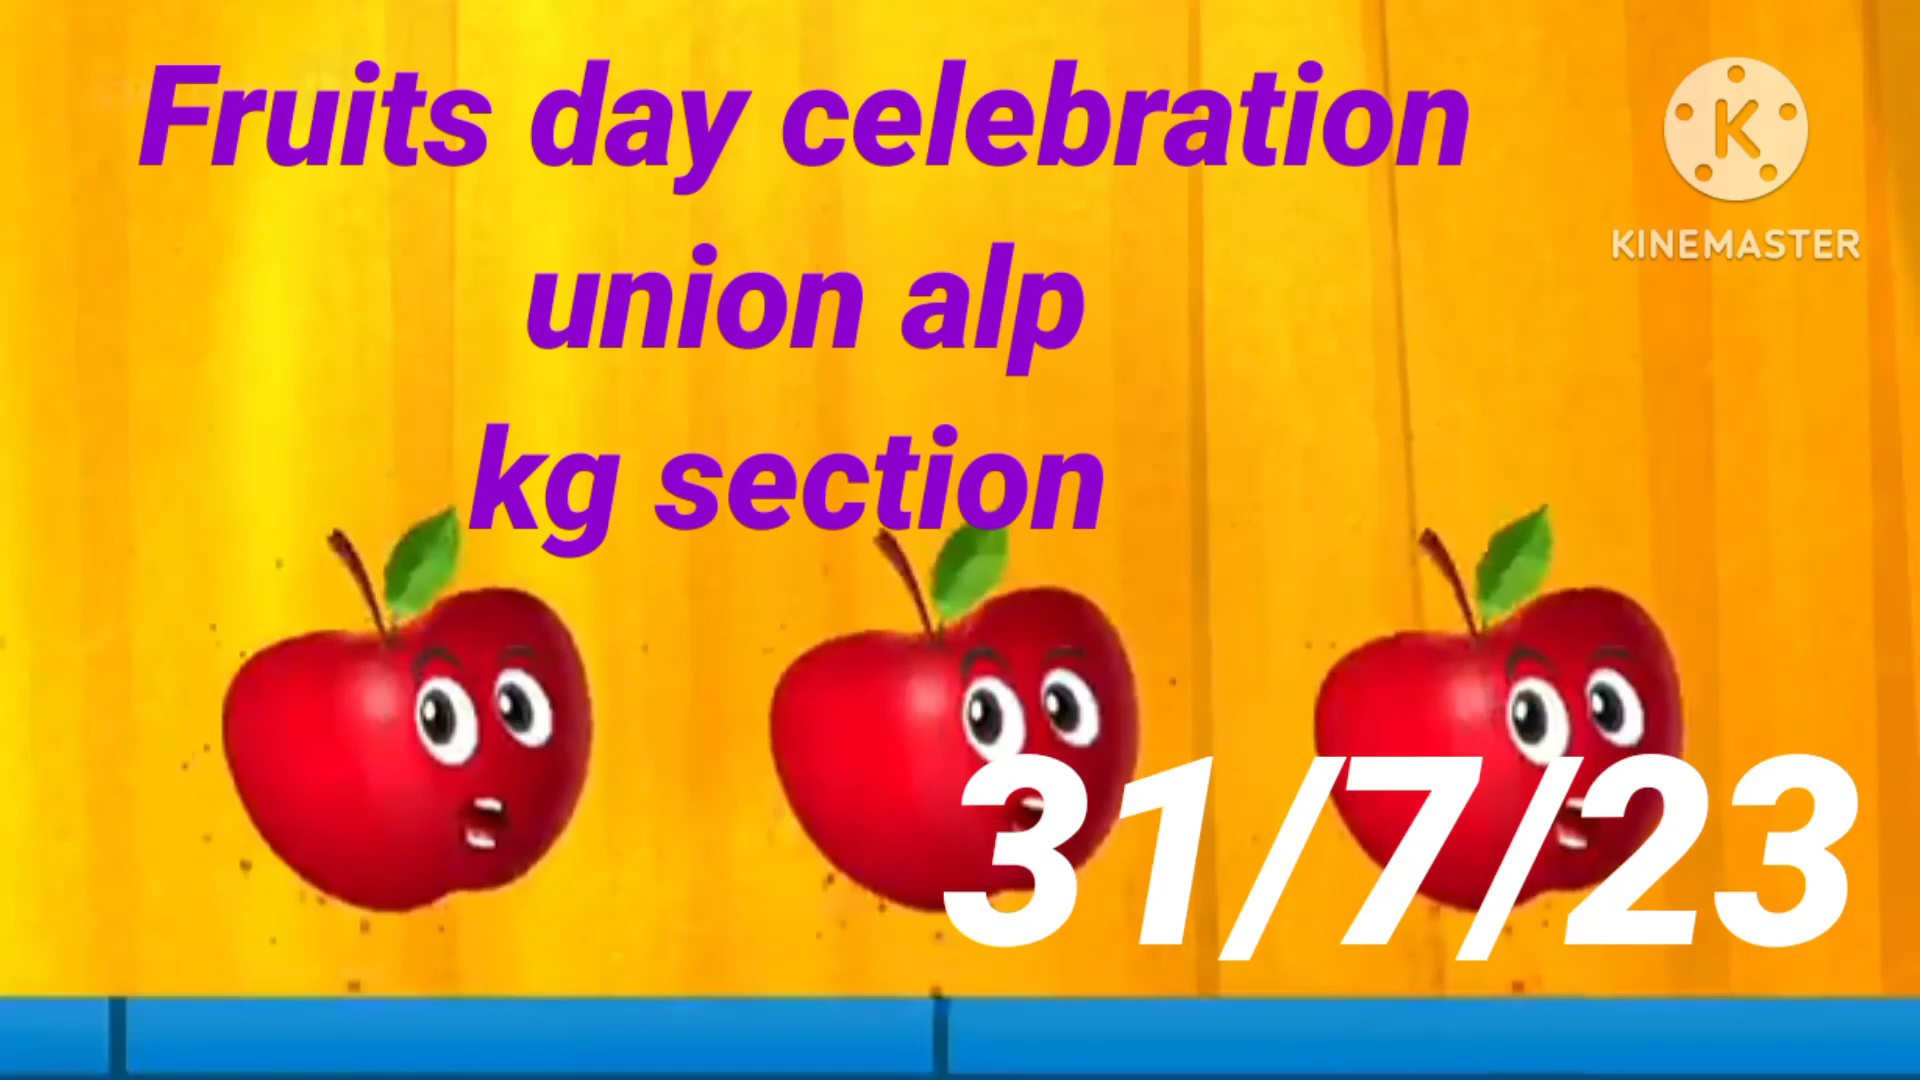 Fruits day celebration
union alp
kg section
31/7/23
K
KINEMASTER